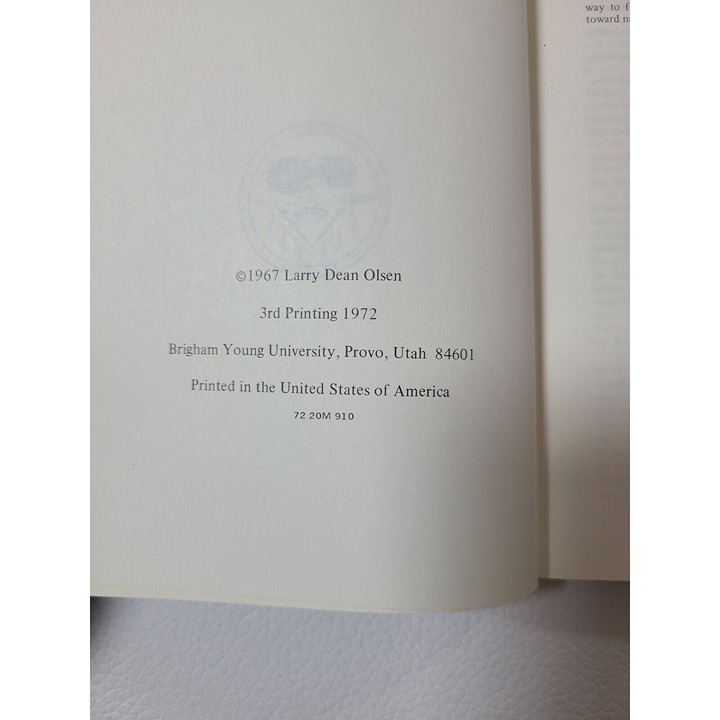 ©1967 Larry Dean Olsen
3rd Printing 1972
Brigham Young University, Provo, Utah 84601
Printed in the United States of America
72 20M 910
way to
toward